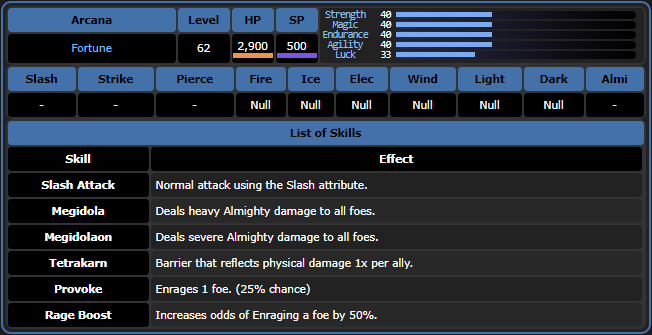 Arcana Level HP SP
Fortune 62 2,900 500
Strength 40
Magic 40
Endurance 40
Agility 40
Luck 33
Slash Strike Pierce Fire Ice Elec Wind Light Dark Almi
- - - Null Null Null Null Null Null -
List of Skills
Skill Effect
Slash Attack Normal attack using the Slash attribute.
Megidola Deals heavy Almighty damage to all foes.
Megidolaon Deals severe Almighty damage to all foes.
Tetrakarn Barrier that reflects physical damage 1x per ally.
Provoke Enrages 1 foe. (25% chance)
Rage Boost Increases odds of Enraging a foe by 50%.